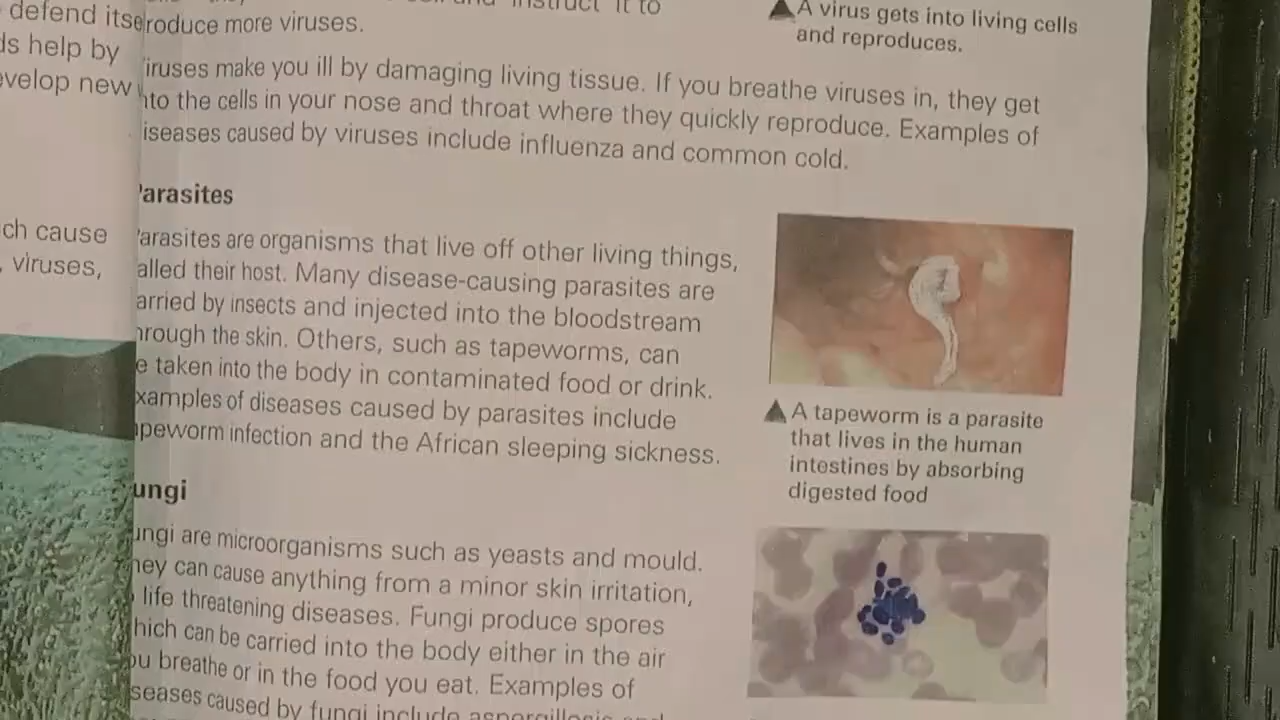 defend itse
ds help by
evelop new
ch cause
, viruses,
instruct it to
roduce more viruses.
iruses make you ill by damaging living tissue. If you breathe viruses in, they get
nto the cells in your nose and throat where they quickly reproduce. Examples of
iseases caused by viruses include influenza and common cold.
arasites
arasites are organisms that live off other living things,
alled their host. Many disease-causing parasites are
arried by insects and injected into the bloodstream
hrough the skin. Others, such as tapeworms, can
e taken into the body in contaminated food or drink.
xamples of diseases caused by parasites include
peworm infection and the African sleeping sickness.
ungi
ungi are microorganisms such as yeasts and mould.
hey can cause anything from a minor skin irritation,
life threatening diseases. Fungi produce spores
hich can be carried into the body either in the air
ou breathe or in the food you eat. Examples of
seases caused by fungi include aspergillosis and
A virus gets into living cells
and reproduces.
A tapeworm is a parasite
that lives in the human
intestines by absorbing
digested food